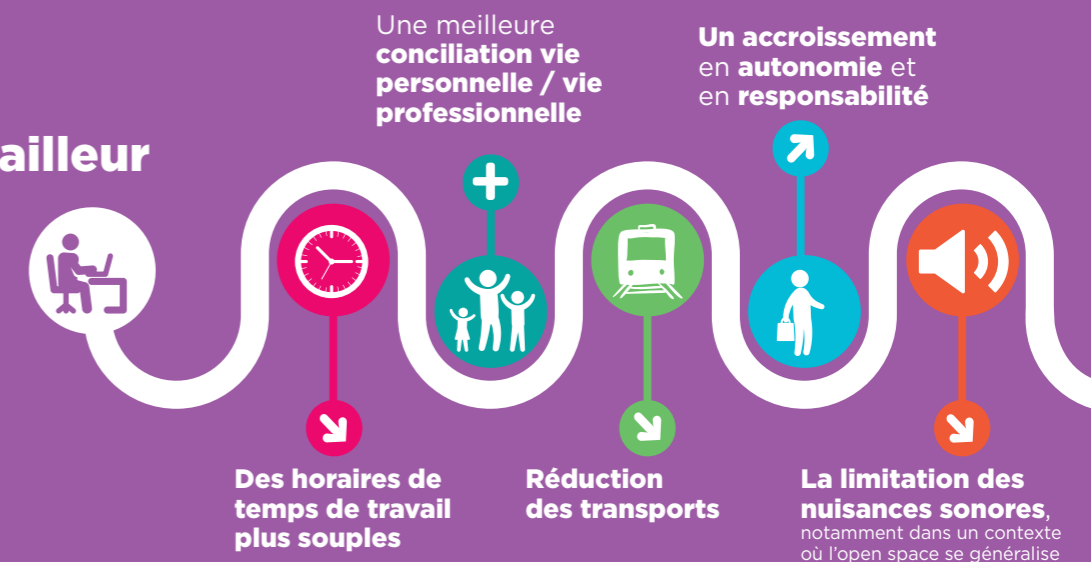 ailleur
Des horaires de
temps de travail
plus souples
Une meilleure
conciliation vie
personnelle / vie
professionnelle
Réduction
des transports
Un accroissement
en autonomie et
en responsabilité
La limitation des
nuisances sonores,
notamment dans un contexte
où l'open space se généralise